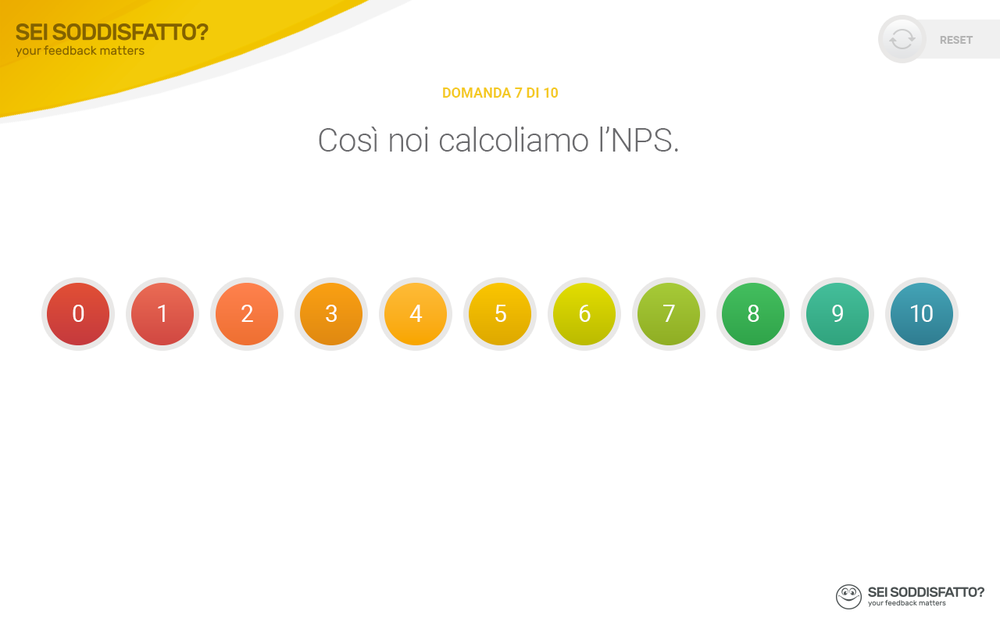 SEI SODDISFATTO?
your feedback matters
RESET
DOMANDA 7 DI 10
Così noi calcoliamo l’NPS.
0 1 2 3 4 5 6 7 8 9 10
SEI SODDISFATTO?
your feedback matters